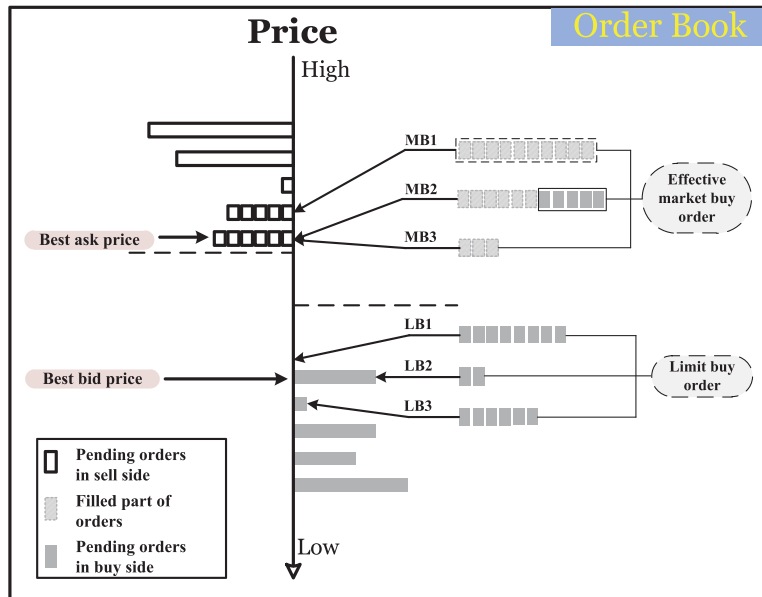 Order Book
Price
High
MB1
MB2
MB3
Effective
market buy
order
Best ask price
LB1
LB2
LB3
Limit buy
order
Best bid price
Pending orders
in sell side
Filled part of
orders
Pending orders
in buy side
Low